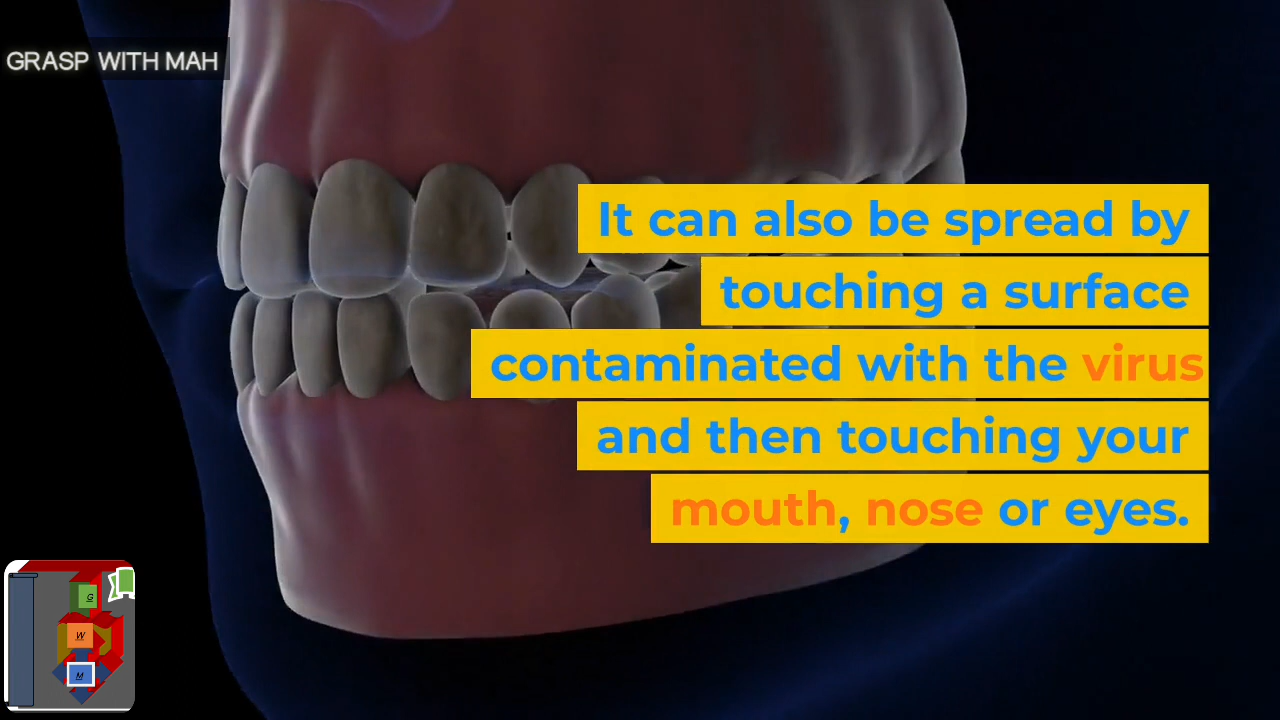 GRASP WITH MAH
It can also be spread by
touching a surface
contaminated with the virus
and then touching your
mouth, nose or eyes.
G
W
M